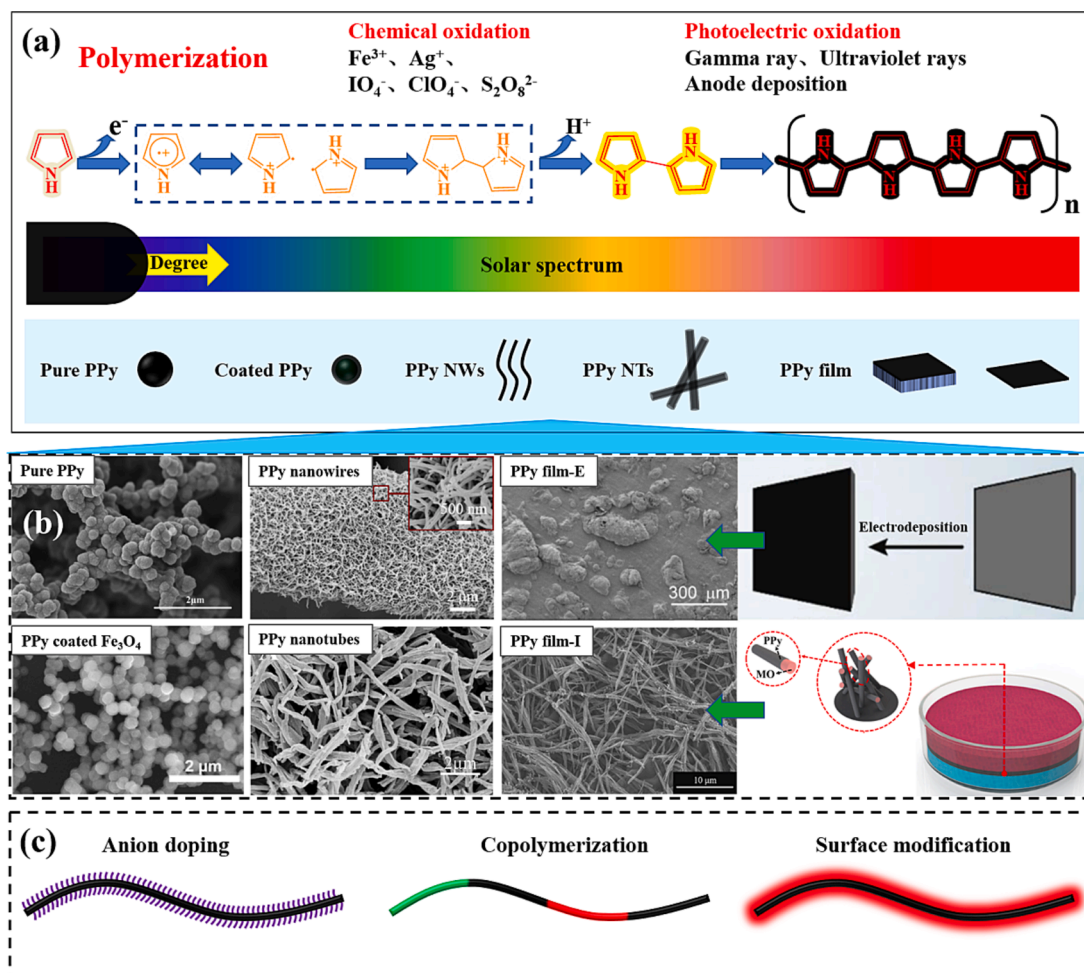 (a)
Polymerization
Chemical oxidation
Fe³⁺、Ag⁺、
IO₄⁻、ClO₄⁻、S₂O₈²⁻
Photoelectric oxidation
Gamma ray、Ultraviolet rays
Anode deposition
e⁻
H⁺
N
H
·+
N
H
N
H
+
·
H
N
+
·
N
H
+
H
N
+
N
H
H
N
H
N
N
H
H
N
N
H
n
Degree
Solar spectrum
Pure PPy
Coated PPy
PPy NWs
PPy NTs
PPy film
(b)
Pure PPy
2μm
PPy nanowires
500 nm
2 μm
PPy film-E
300 μm
Electrodeposition
PPy coated Fe₃O₄
2 μm
PPy nanotubes
2μm
PPy film-I
10 μm
PPy
MO
(c)
Anion doping
Copolymerization
Surface modification